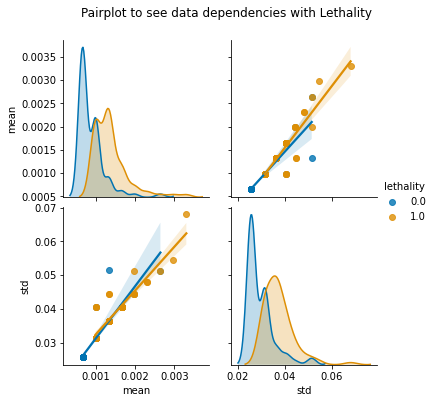 Pairplot to see data dependencies with Lethality
0.0035
0.0030
0.0025
0.0020
0.0015
0.0010
0.0005
mean
lethality
0.0
1.0
0.07
0.06
0.05
0.04
0.03
std
0.001 0.002 0.003
mean
0.02 0.04 0.06
std